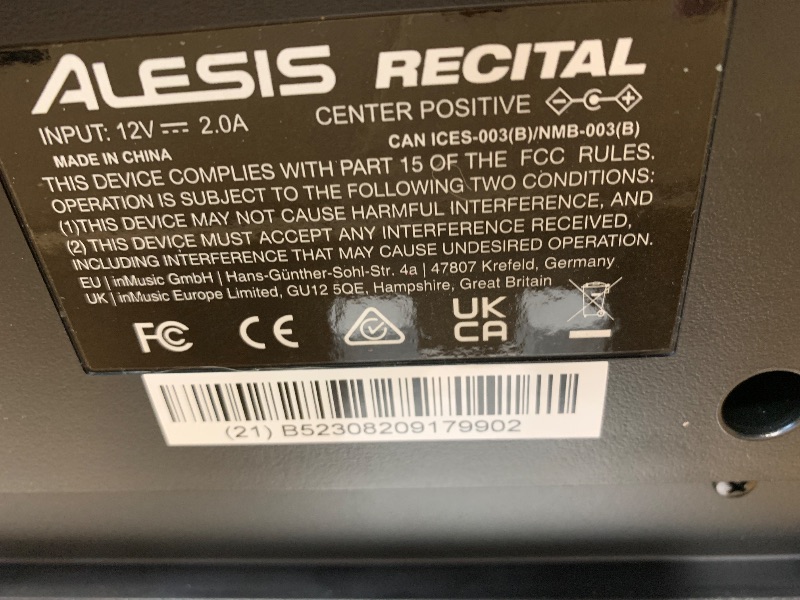 ALESIS RECITAL
INPUT: 12V ⎓ 2.0A CENTER POSITIVE
MADE IN CHINA CAN ICES-003(B)/NMB-003(B)
THIS DEVICE COMPLIES WITH PART 15 OF THE FCC RULES.
OPERATION IS SUBJECT TO THE FOLLOWING TWO CONDITIONS:
(1)THIS DEVICE MAY NOT CAUSE HARMFUL INTERFERENCE, AND
(2) THIS DEVICE MUST ACCEPT ANY INTERFERENCE RECEIVED,
INCLUDING INTERFERENCE THAT MAY CAUSE UNDESIRED OPERATION.
EU | inMusic GmbH | Hans-Günther-Sohl-Str. 4a | 47807 Krefeld, Germany
UK | inMusic Europe Limited, GU12 5QE, Hampshire, Great Britain
FC CE UK
CA
(21) B52308209179902